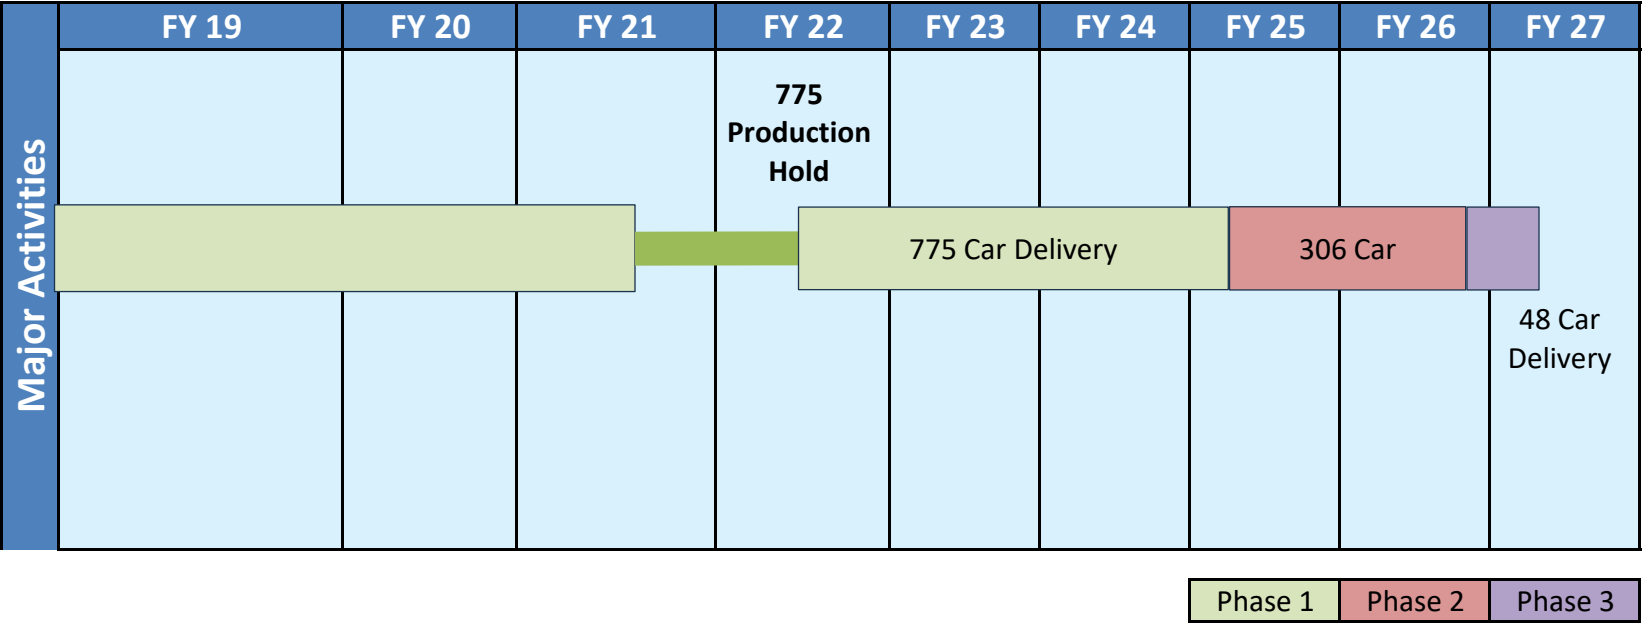 FY 19 FY 20 FY 21 FY 22 FY 23 FY 24 FY 25 FY 26 FY 27
Major Activities
775
Production
Hold
775 Car Delivery
306 Car
48 Car
Delivery
Phase 1 Phase 2 Phase 3